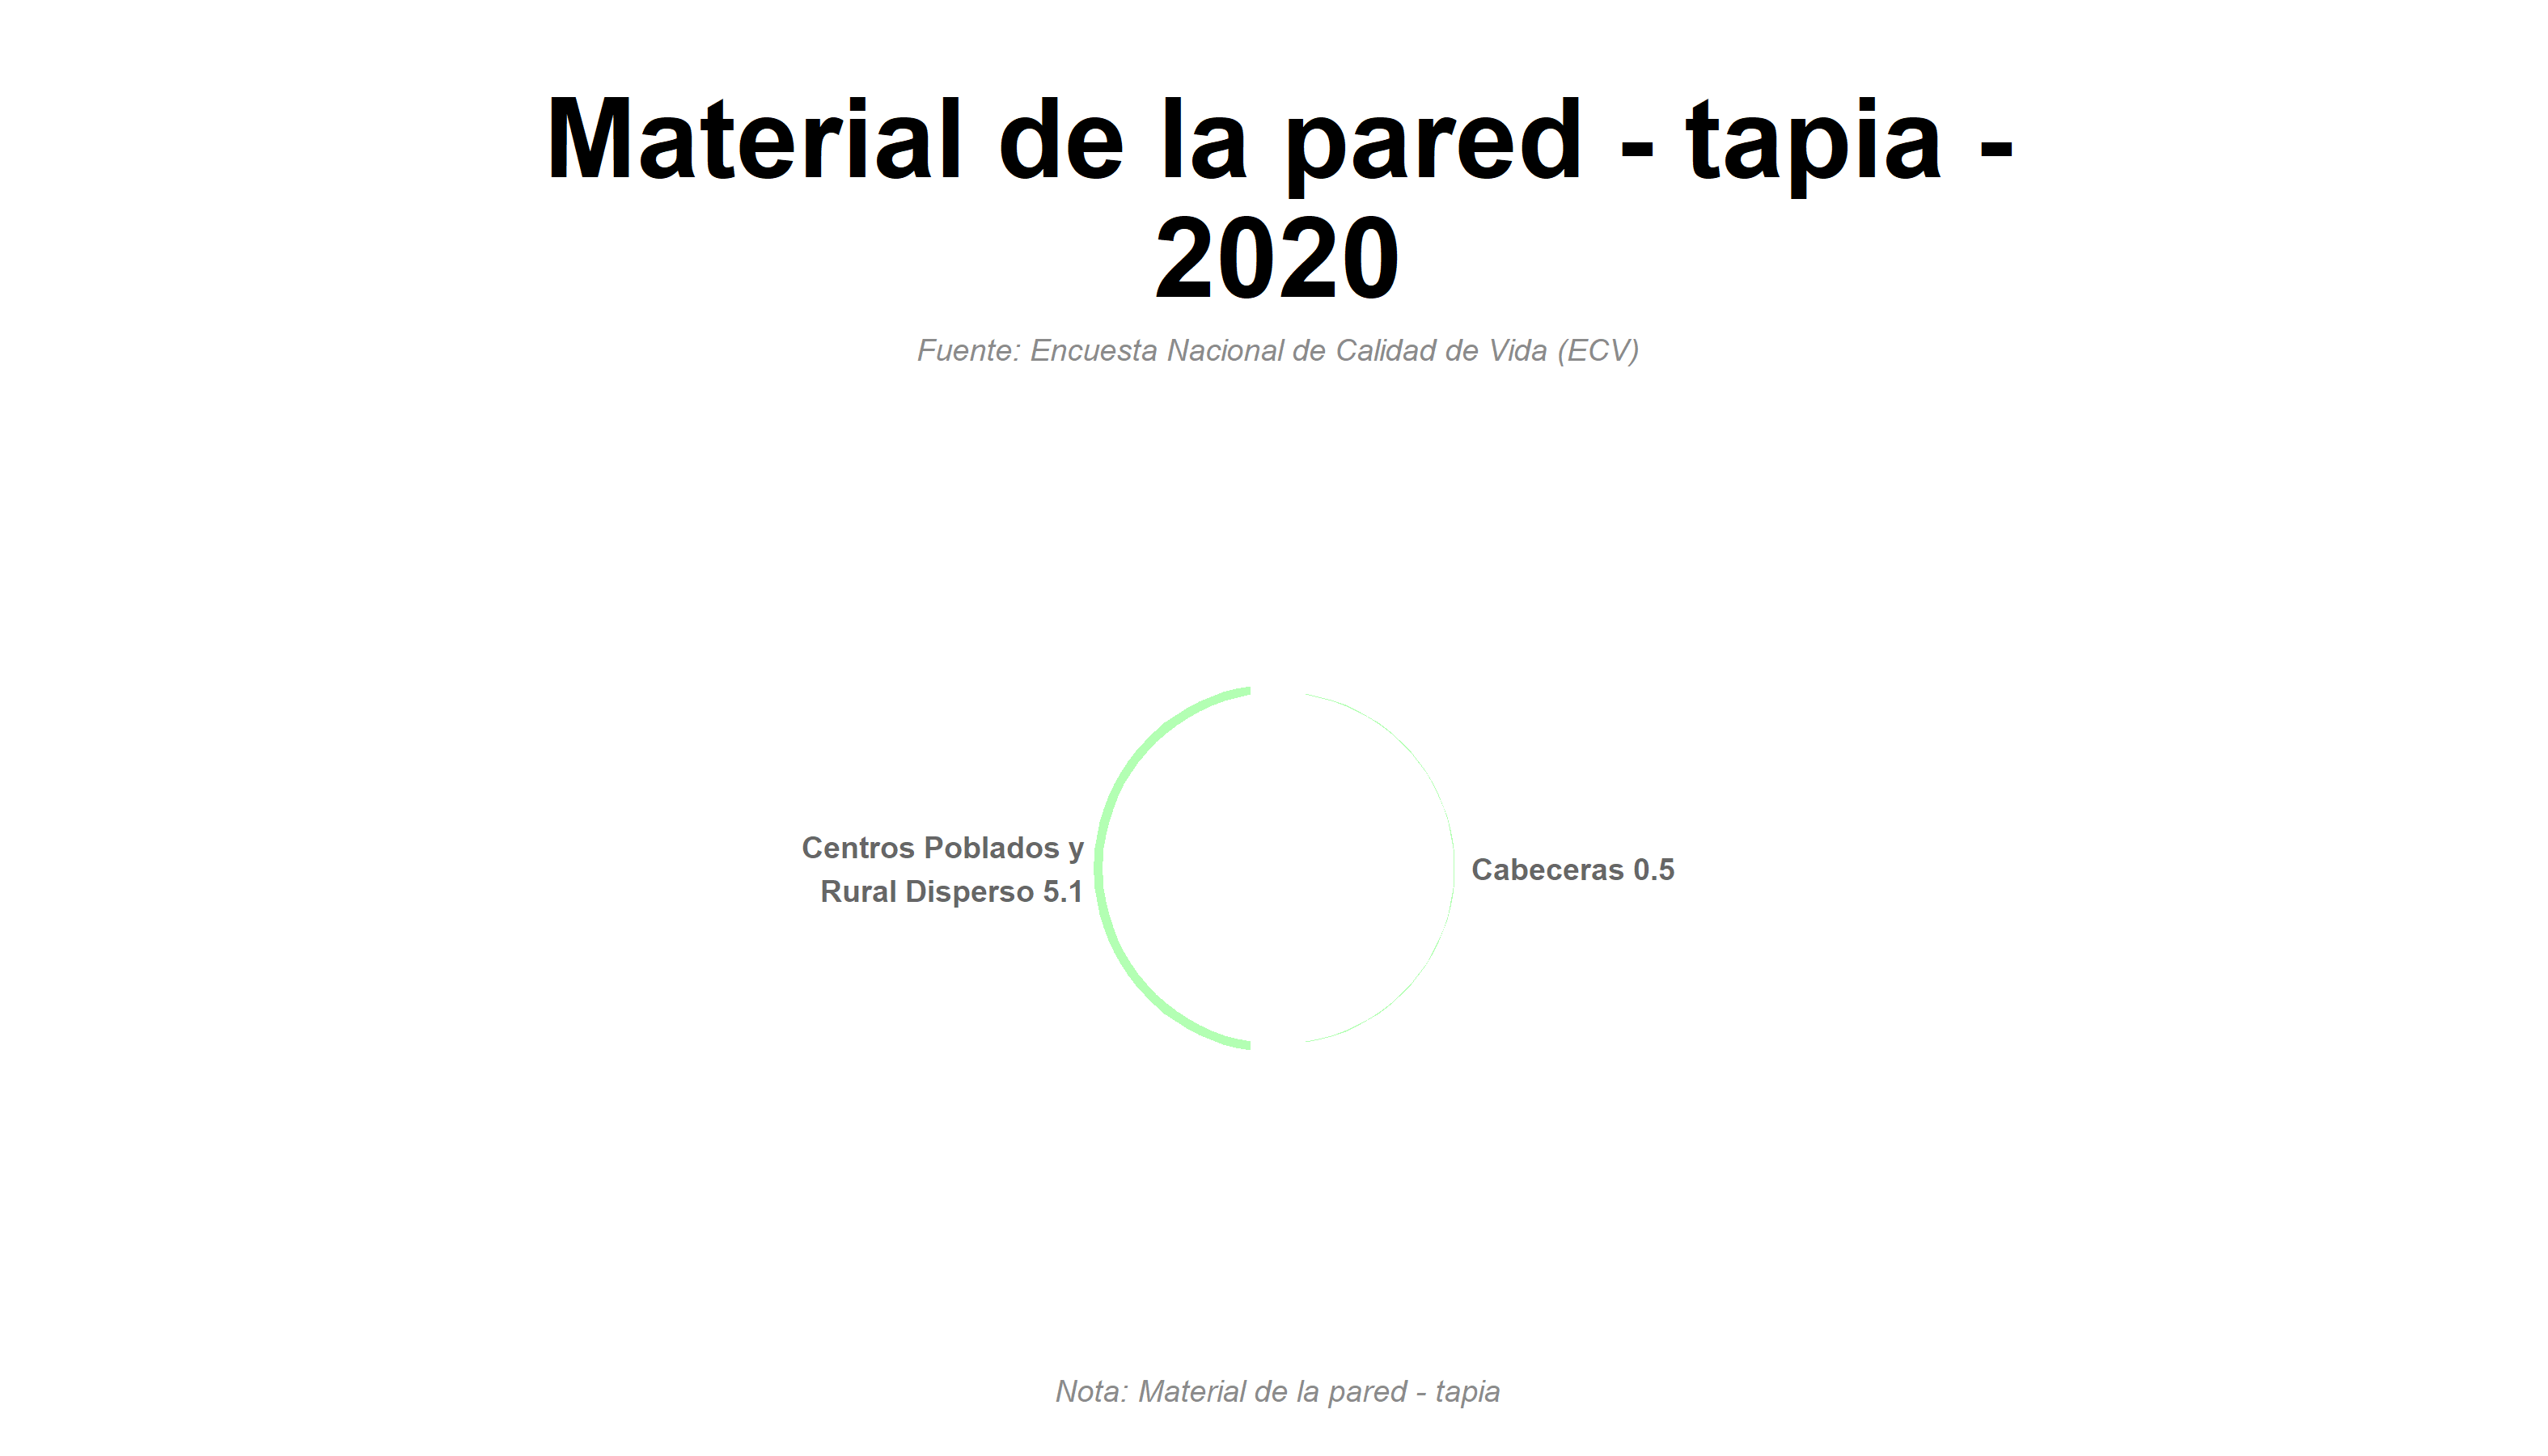 Material de la pared - tapia -
2020
Fuente: Encuesta Nacional de Calidad de Vida (ECV)
Centros Poblados y
Rural Disperso 5.1
Cabeceras 0.5
Nota: Material de la pared - tapia